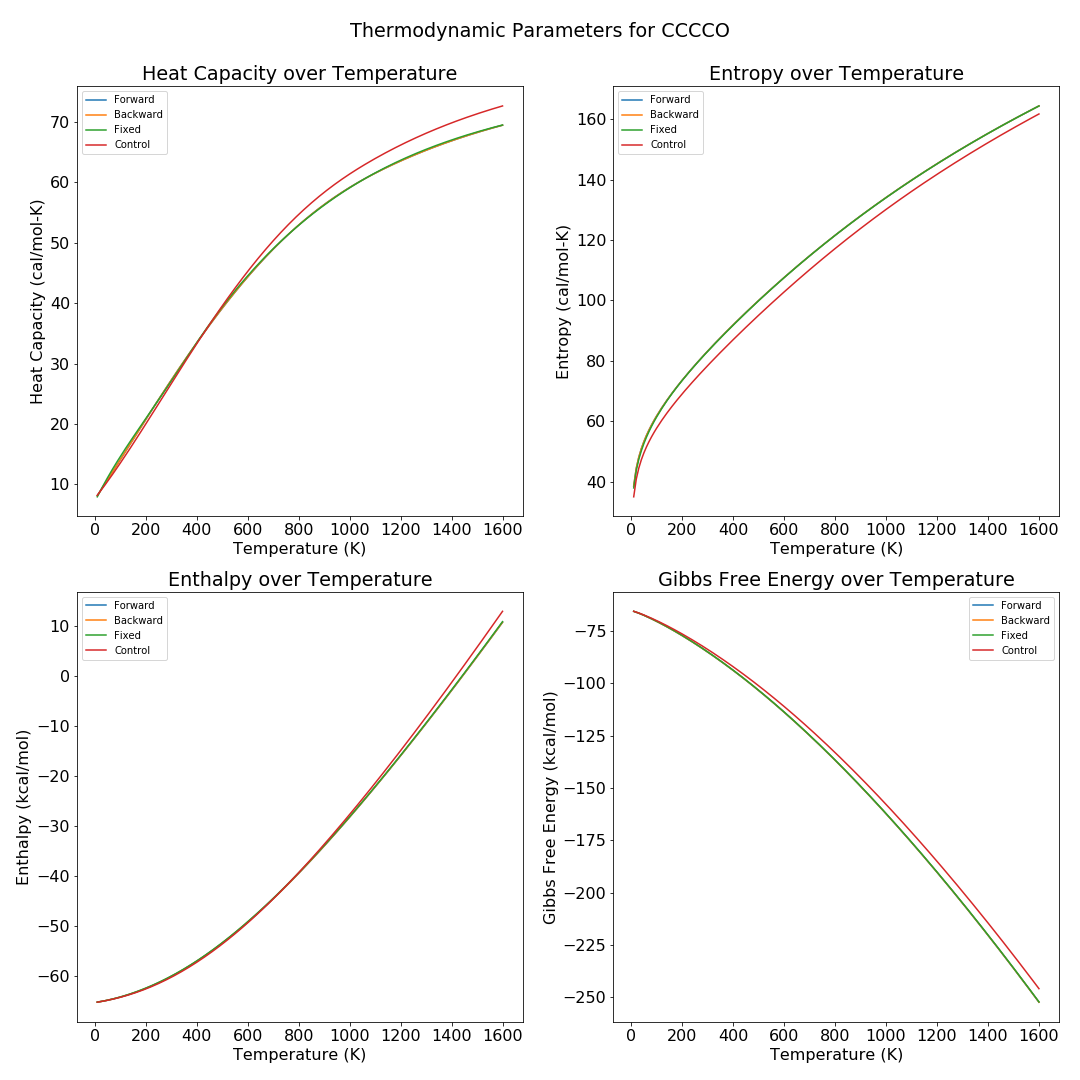 Thermodynamic Parameters for CCCCO
Heat Capacity over Temperature
Forward
Backward
Fixed
Control
70
60
50
40
30
20
10
Heat Capacity (cal/mol-K)
0 200 400 600 800 1000 1200 1400 1600
Temperature (K)
Entropy over Temperature
Forward
Backward
Fixed
Control
160
140
120
100
80
60
40
Entropy (cal/mol-K)
0 200 400 600 800 1000 1200 1400 1600
Temperature (K)
Enthalpy over Temperature
Forward
Backward
Fixed
Control
10
0
−10
−20
−30
−40
−50
−60
Enthalpy (kcal/mol)
0 200 400 600 800 1000 1200 1400 1600
Temperature (K)
Gibbs Free Energy over Temperature
Forward
Backward
Fixed
Control
−75
−100
−125
−150
−175
−200
−225
−250
Gibbs Free Energy (kcal/mol)
0 200 400 600 800 1000 1200 1400 1600
Temperature (K)